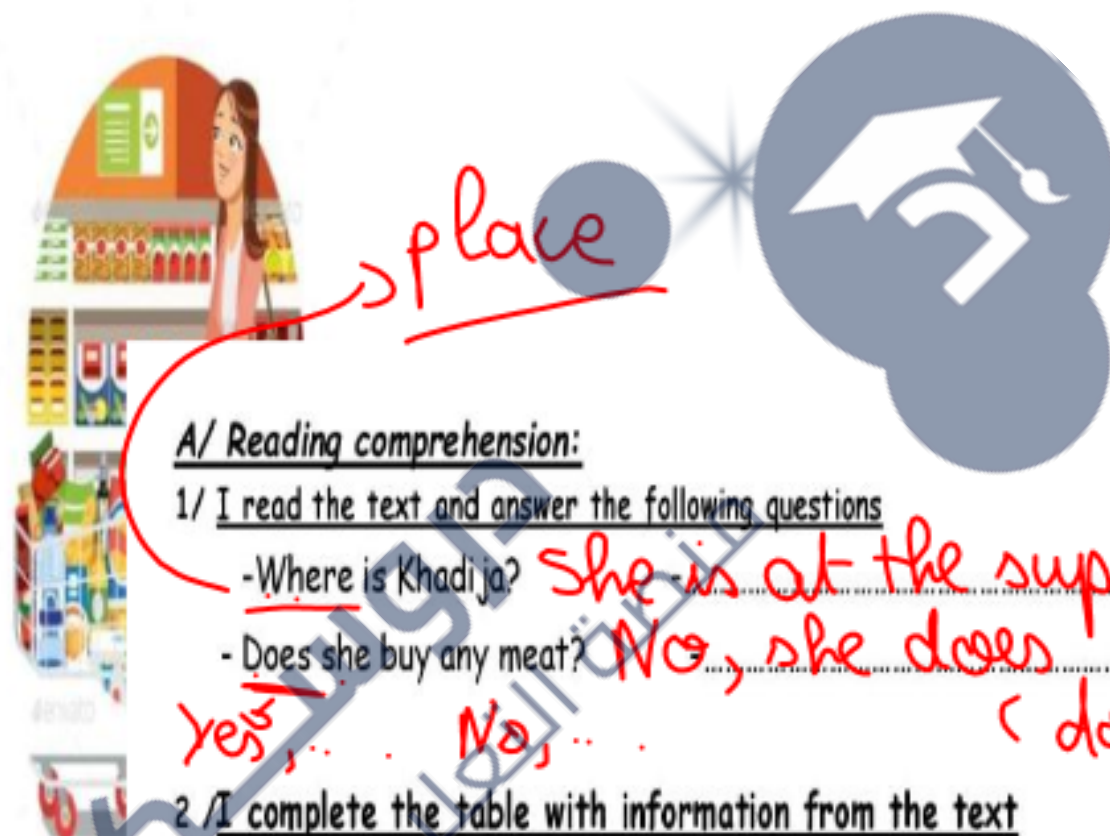 place
A/ Reading comprehension:
1/ I read the text and answer the following questions
-Where is Khadija? She is at the sup
- Does she buy any meat? No, she does
Yes, ... No, ...
2 /I complete the table with information from the text